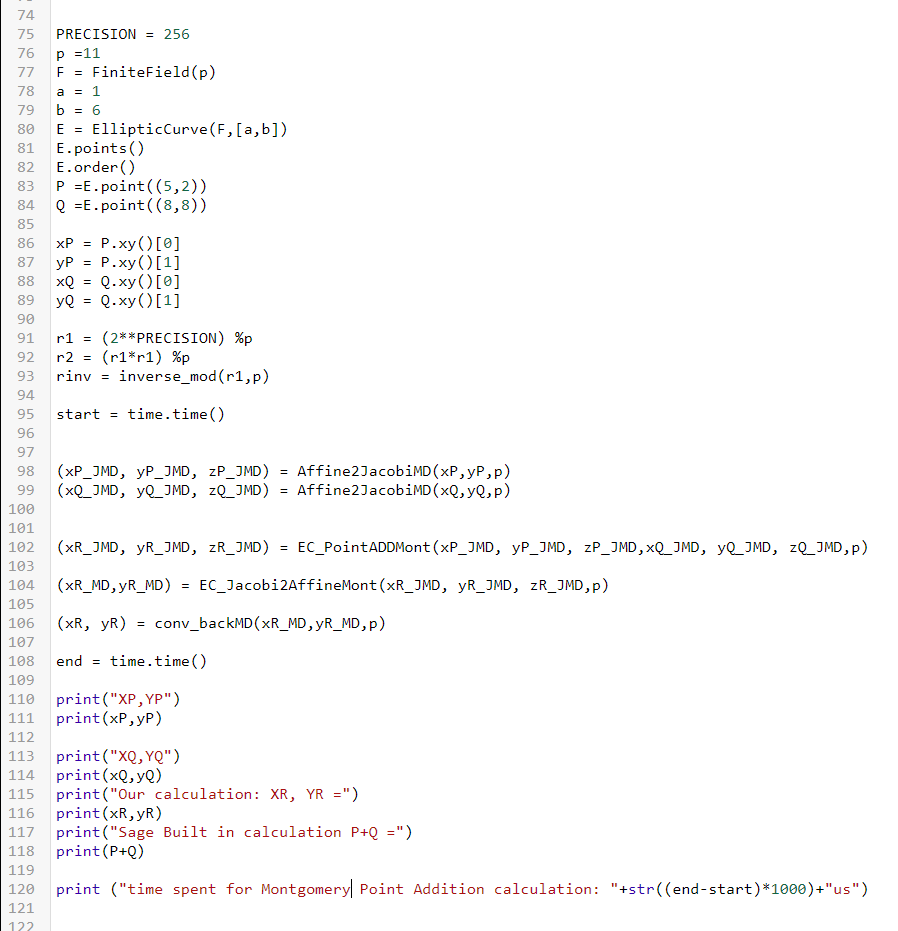 74
75 PRECISION = 256
76 p =11
77 F = FiniteField(p)
78 a = 1
79 b = 6
80 E = EllipticCurve(F,[a,b])
81 E.points()
82 E.order()
83 P =E.point((5,2))
84 Q =E.point((8,8))
85
86 xP = P.xy()[0]
87 yP = P.xy()[1]
88 xQ = Q.xy()[0]
89 yQ = Q.xy()[1]
90
91 r1 = (2**PRECISION) %p
92 r2 = (r1*r1) %p
93 rinv = inverse_mod(r1,p)
94
95 start = time.time()
96
97
98 (xP_JMD, yP_JMD, zP_JMD) = Affine2JacobiMD(xP,yP,p)
99 (xQ_JMD, yQ_JMD, zQ_JMD) = Affine2JacobiMD(xQ,yQ,p)
100
101
102 (xR_JMD, yR_JMD, zR_JMD) = EC_PointADDMont(xP_JMD, yP_JMD, zP_JMD,xQ_JMD, yQ_JMD, zQ_JMD,p)
103
104 (xR_MD,yR_MD) = EC_Jacobi2AffineMont(xR_JMD, yR_JMD, zR_JMD,p)
105
106 (xR, yR) = conv_backMD(xR_MD,yR_MD,p)
107
108 end = time.time()
109
110 print("XP,YP")
111 print(xP,yP)
112
113 print("XQ,YQ")
114 print(xQ,yQ)
115 print("Our calculation: XR, YR =")
116 print(xR,yR)
117 print("Sage Built in calculation P+Q =")
118 print(P+Q)
119
120 print ("time spent for Montgomery Point Addition calculation: "+str((end-start)*1000)+"us")
121
122